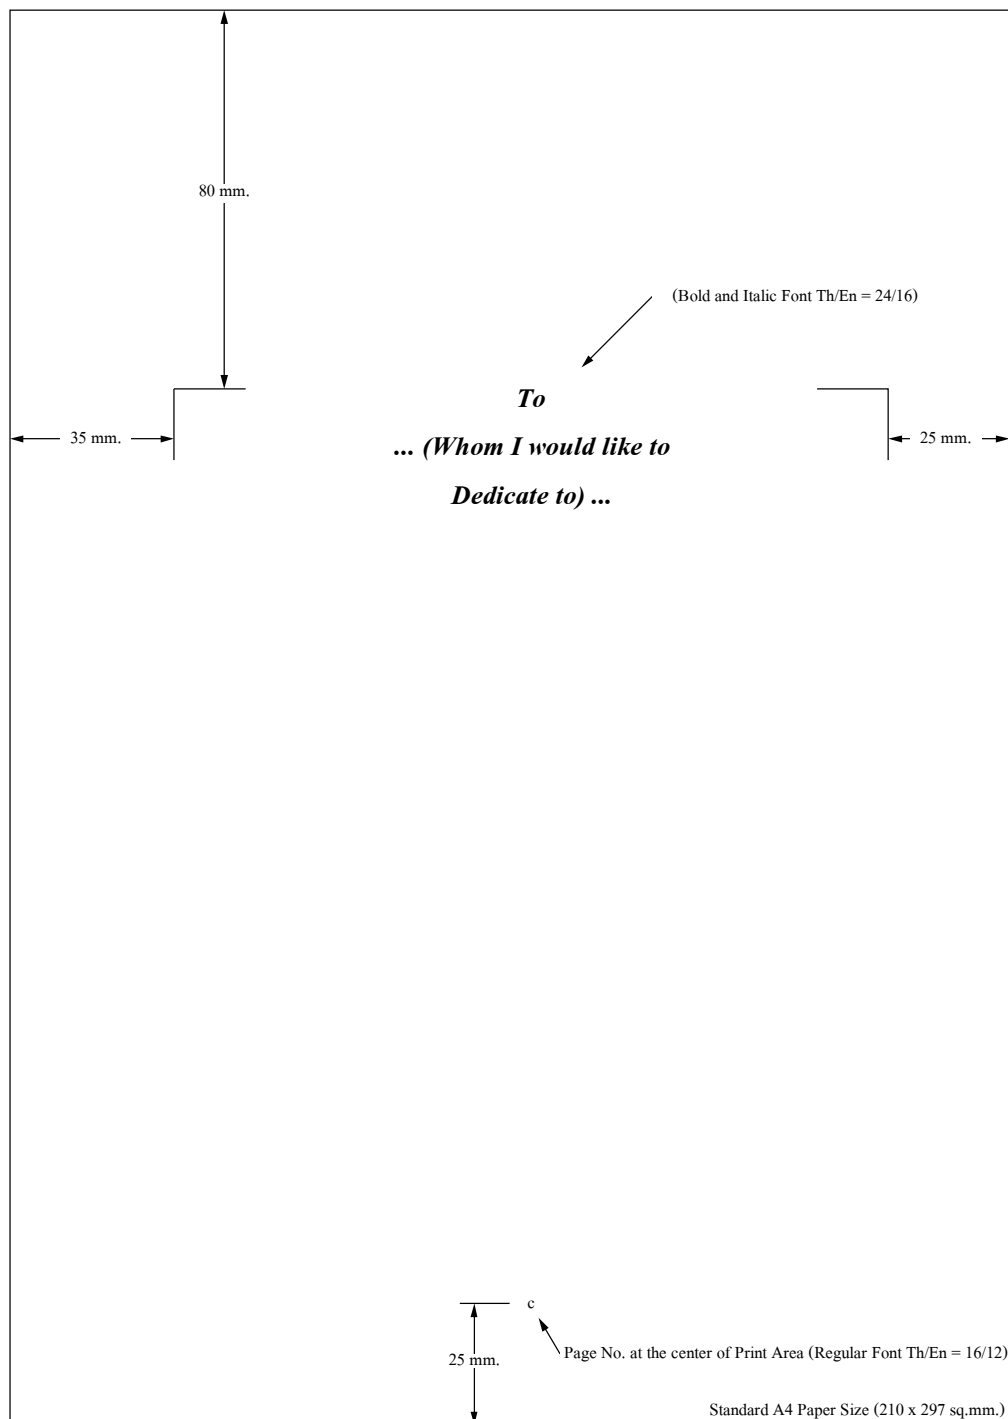 80 mm.
(Bold and Italic Font Th/En = 24/16)
To
35 mm.
25 mm.
... (Whom I would like to
Dedicate to) ...
c
25 mm.
Page No. at the center of Print Area (Regular Font Th/En = 16/12)
Standard A4 Paper Size (210 x 297 sq.mm.)